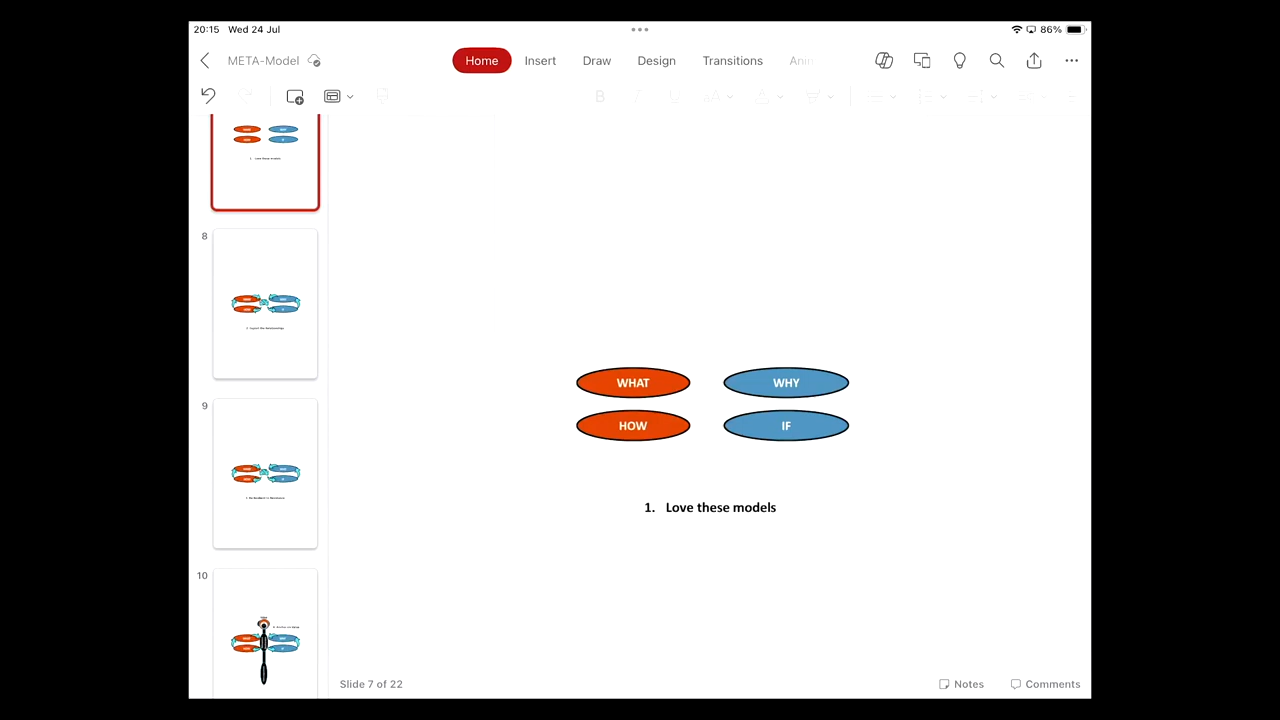 20:15 Wed 24 Jul
86%
META-Model
Home Insert Draw Design Transitions Ani
B I U
8
9
10
WHAT WHY
HOW IF
1. Love these models
Slide 7 of 22
Notes Comments